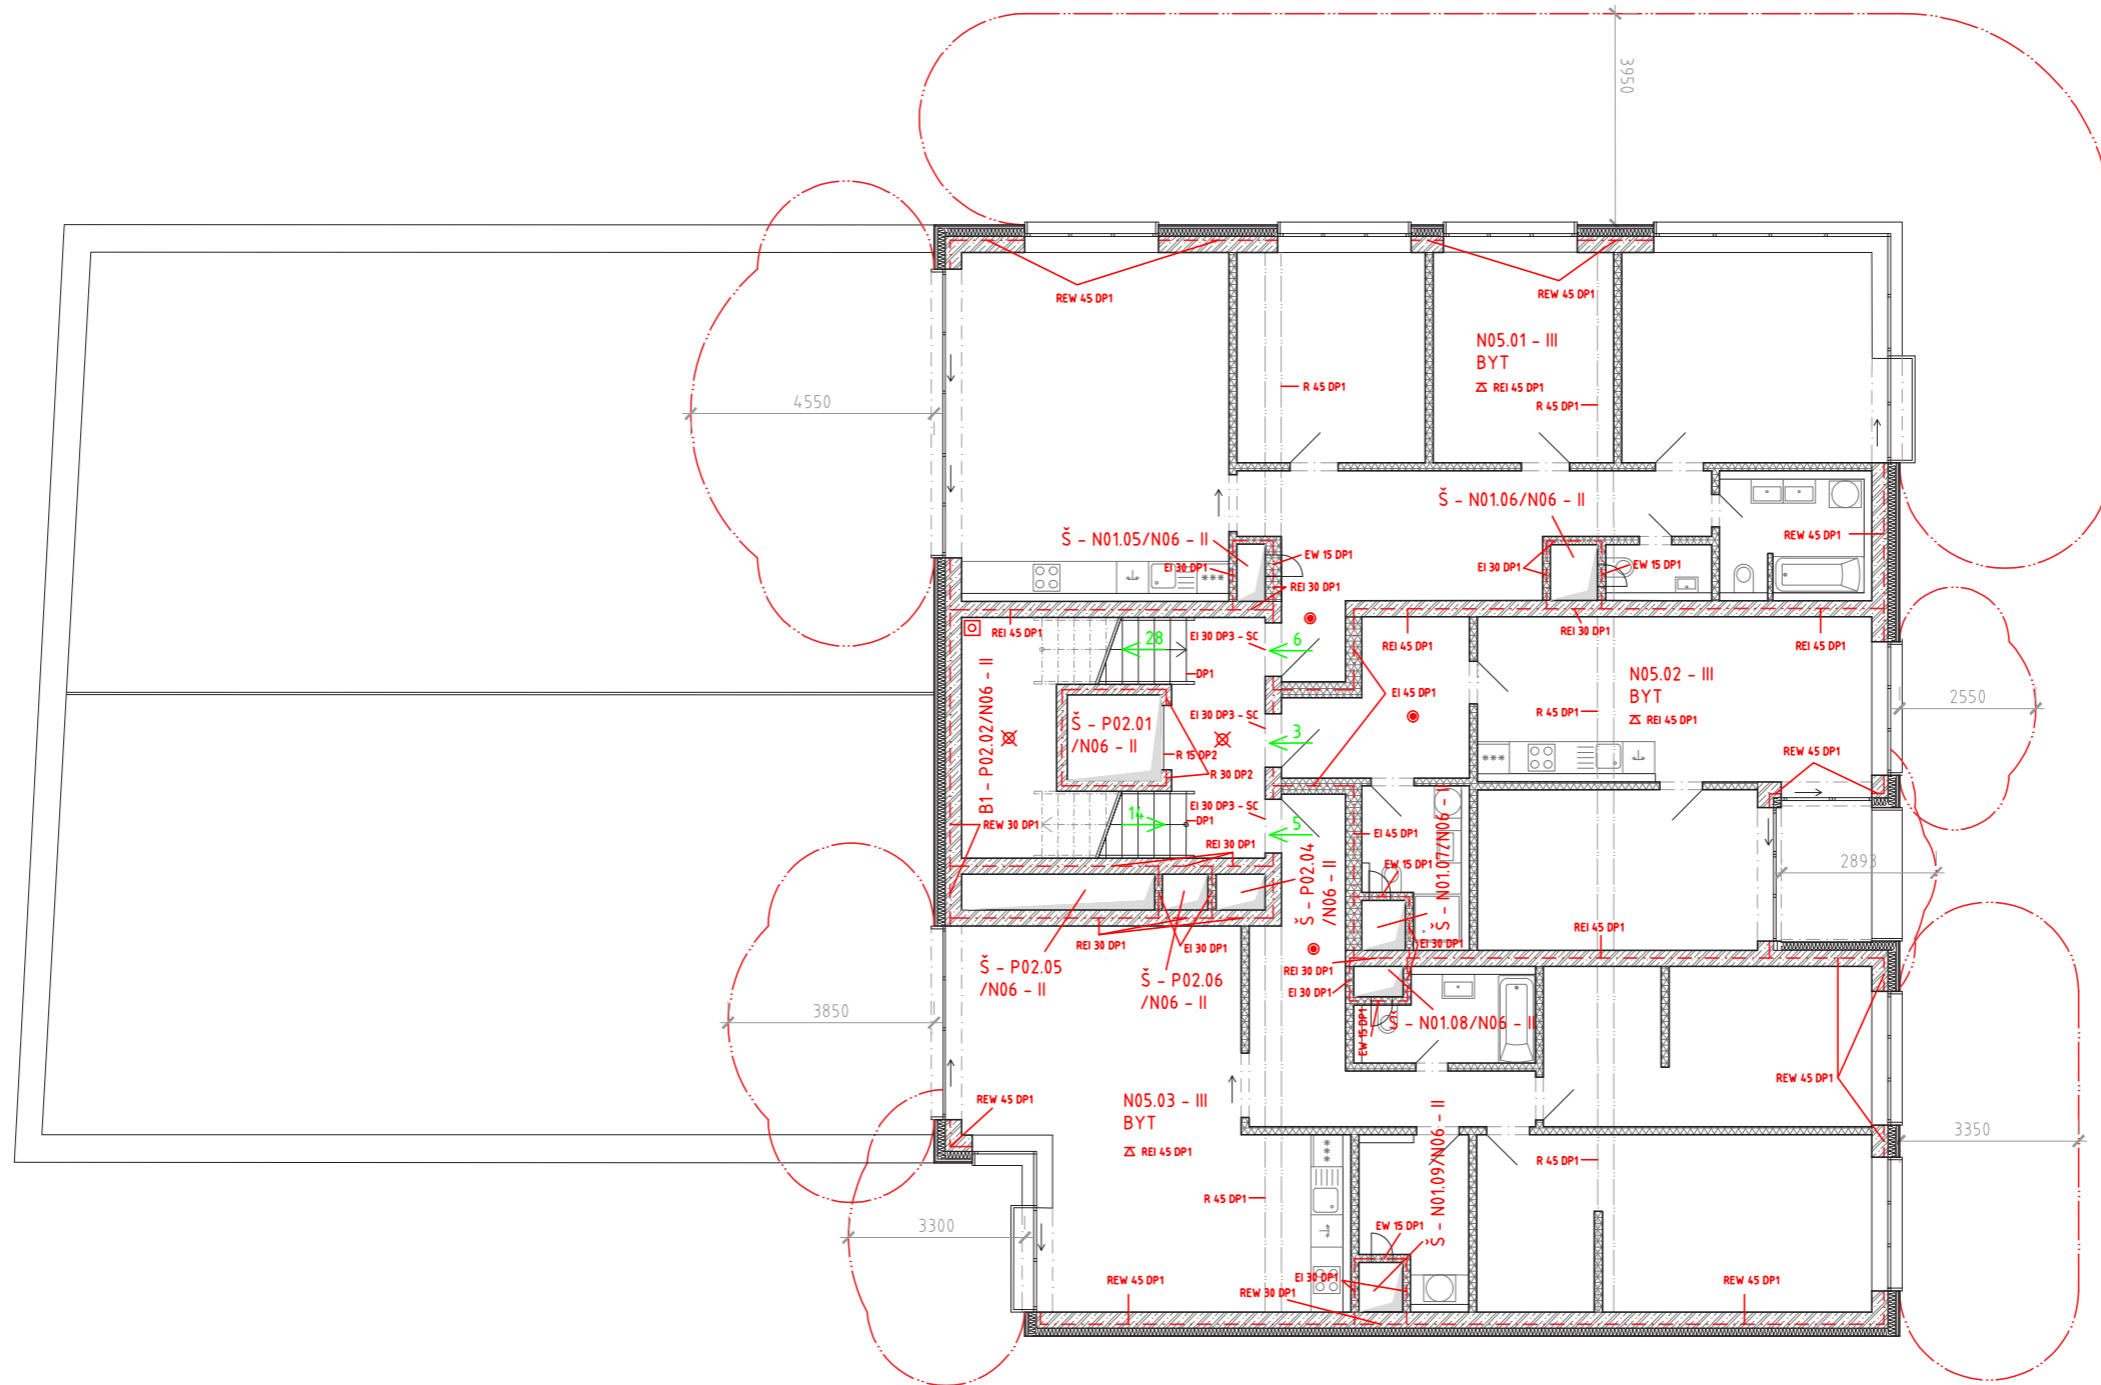 3950
REW 45 DP1
REW 45 DP1
N05.01 - III
BYT
REI 45 DP1
R 45 DP1
R 45 DP1
4550
Š - N01.06/N06 - II
Š - N01.05/N06 - II
REW 45 DP1
EW 15 DP1
EI 30 DP1
EI 30 DP1
EW 15 DP1
REI 30 DP1
REI 45 DP1
EI 30 DP3 - SC
28
6
REI 45 DP1
REI 30 DP1
REI 45 DP1
DP1
B1 - P02.02/N06 - II
N05.02 - III
BYT
REI 45 DP1
EI 45 DP1
R 45 DP1
2550
Š - P02.01
/N06 - II
EI 30 DP3 - SC
3
R 15 DP2
R 30 DP2
REW 45 DP1
EI 30 DP3 - SC
14
DP1
5
REW 30 DP1
REI 30 DP1
EI 45 DP1
EW 15 DP1
2893
Š - P02.04
/N06 - II
Š - N01.07/N06 - II
REI 30 DP1
EI 30 DP1
EI 30 DP1
REI 45 DP1
Š - P02.05
/N06 - II
Š - P02.06
/N06 - II
REI 30 DP1
EI 30 DP1
3850
EW 15 DP1
Š - N01.08/N06 - II
REW 45 DP1
REW 45 DP1
N05.03 - III
BYT
REI 45 DP1
3350
R 45 DP1
R 45 DP1
Š - N01.09/N06 - II
3300
EW 15 DP1
REW 45 DP1
EI 30 DP1
REW 30 DP1
REW 45 DP1